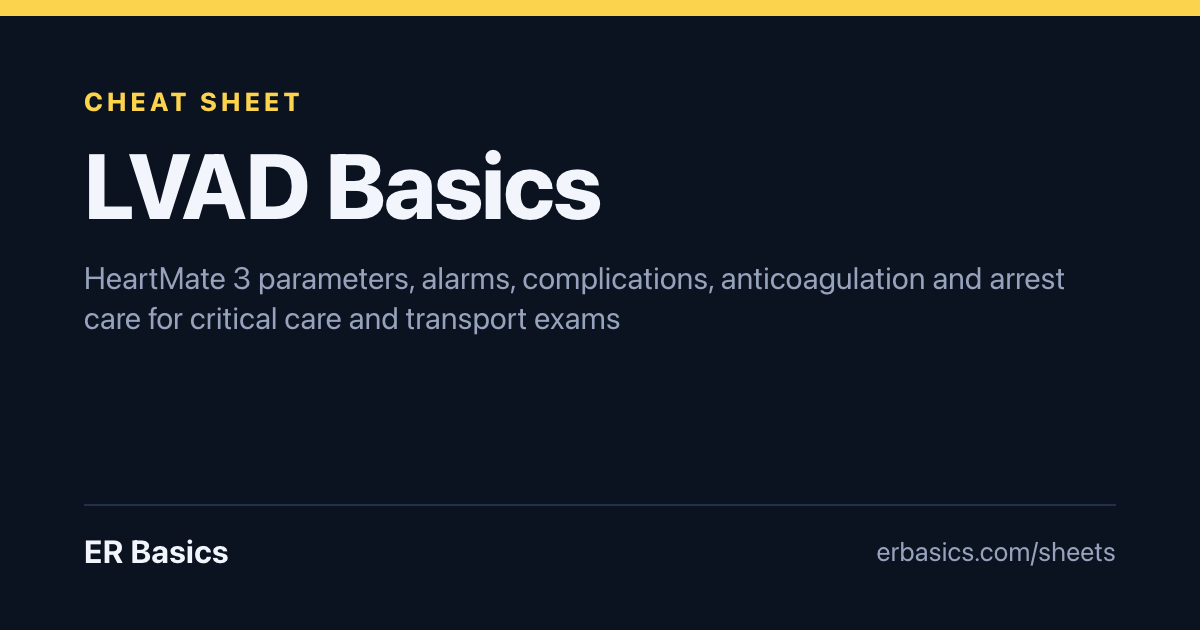 CHEAT SHEET
LVAD Basics
HeartMate 3 parameters, alarms, complications, anticoagulation and arrest
care for critical care and transport exams
ER Basics
erbasics.com/sheets